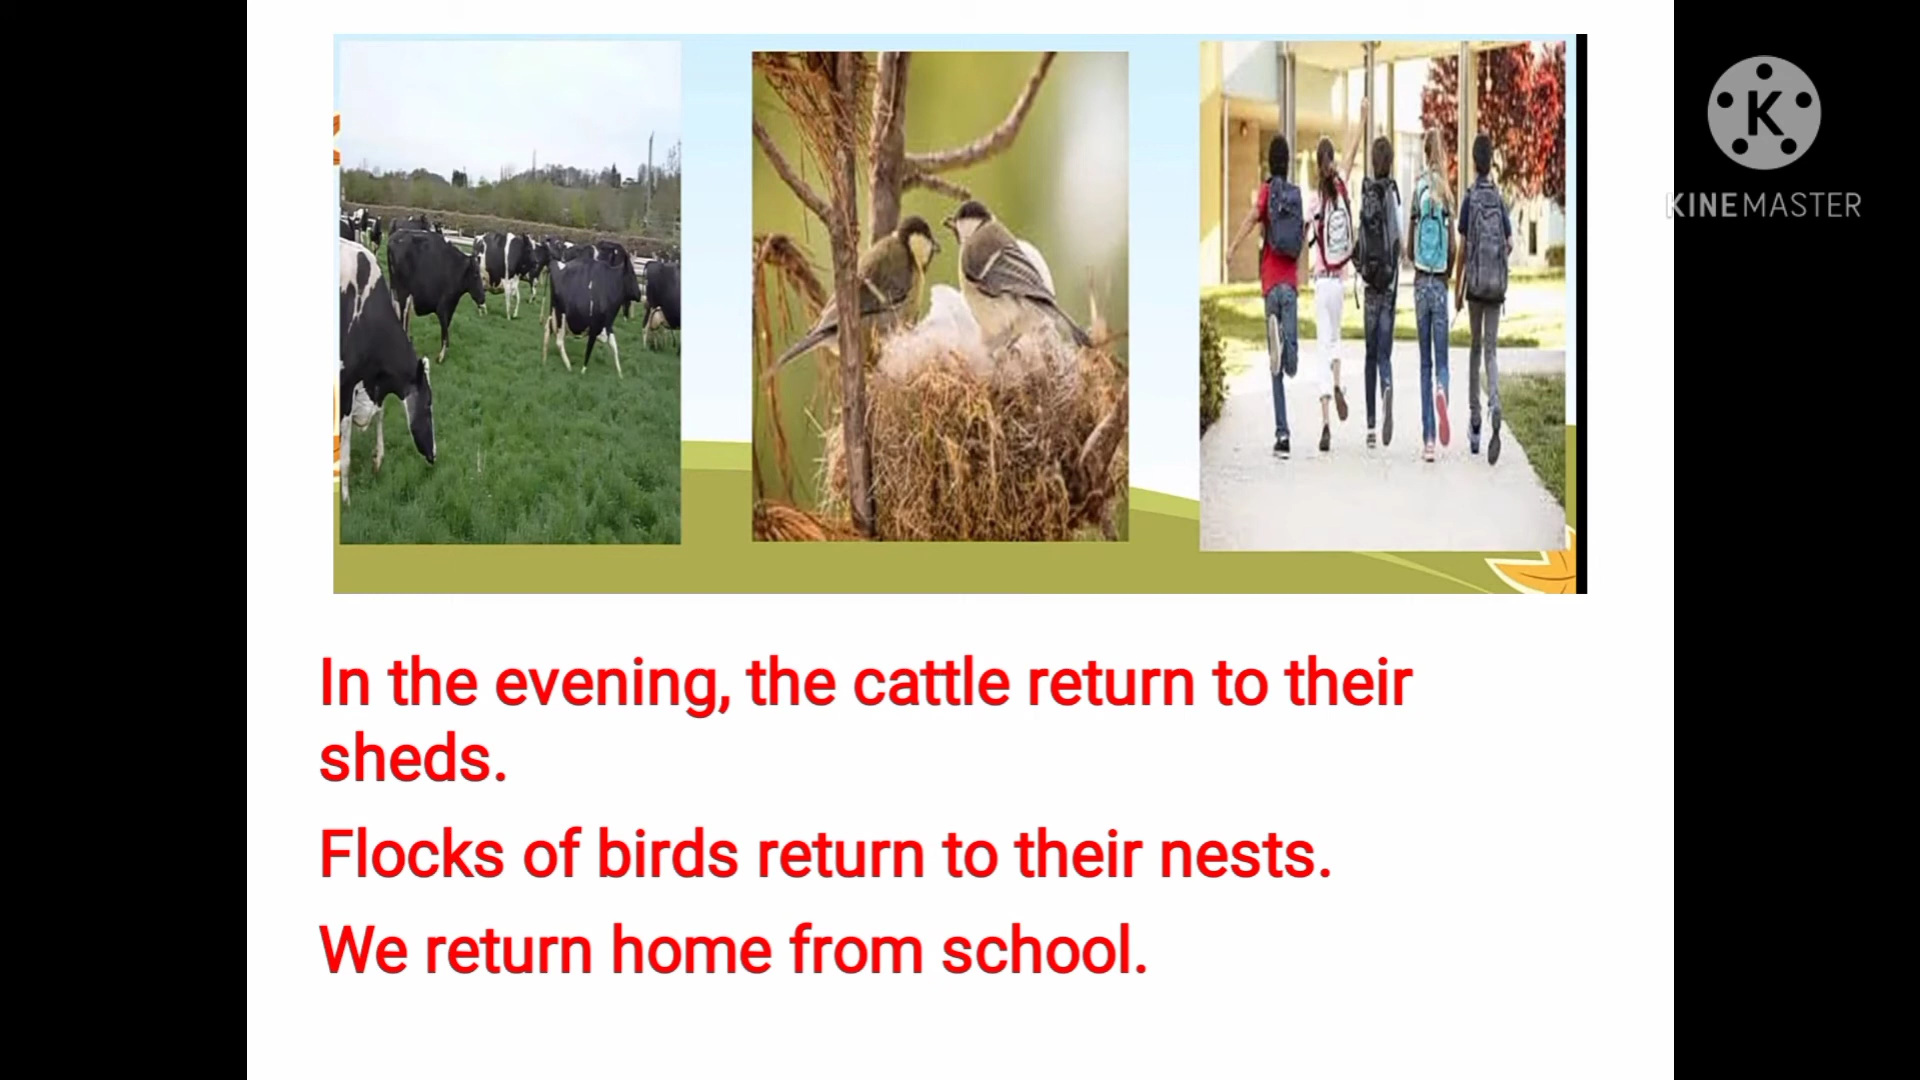 K
KINEMASTER
In the evening, the cattle return to their
sheds.
Flocks of birds return to their nests.
We return home from school.